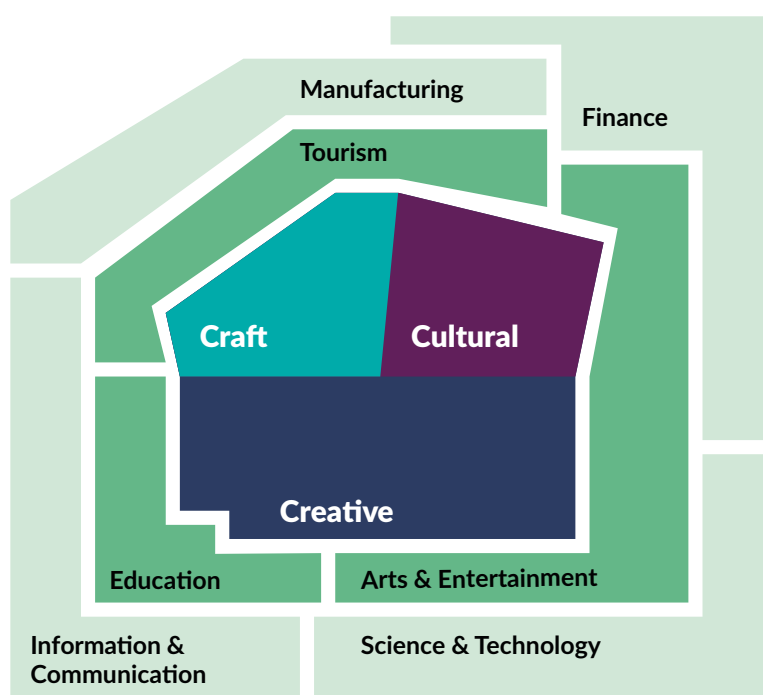 Manufacturing
Finance
Tourism
Craft
Cultural
Creative
Education
Arts & Entertainment
Information &
Communication
Science & Technology